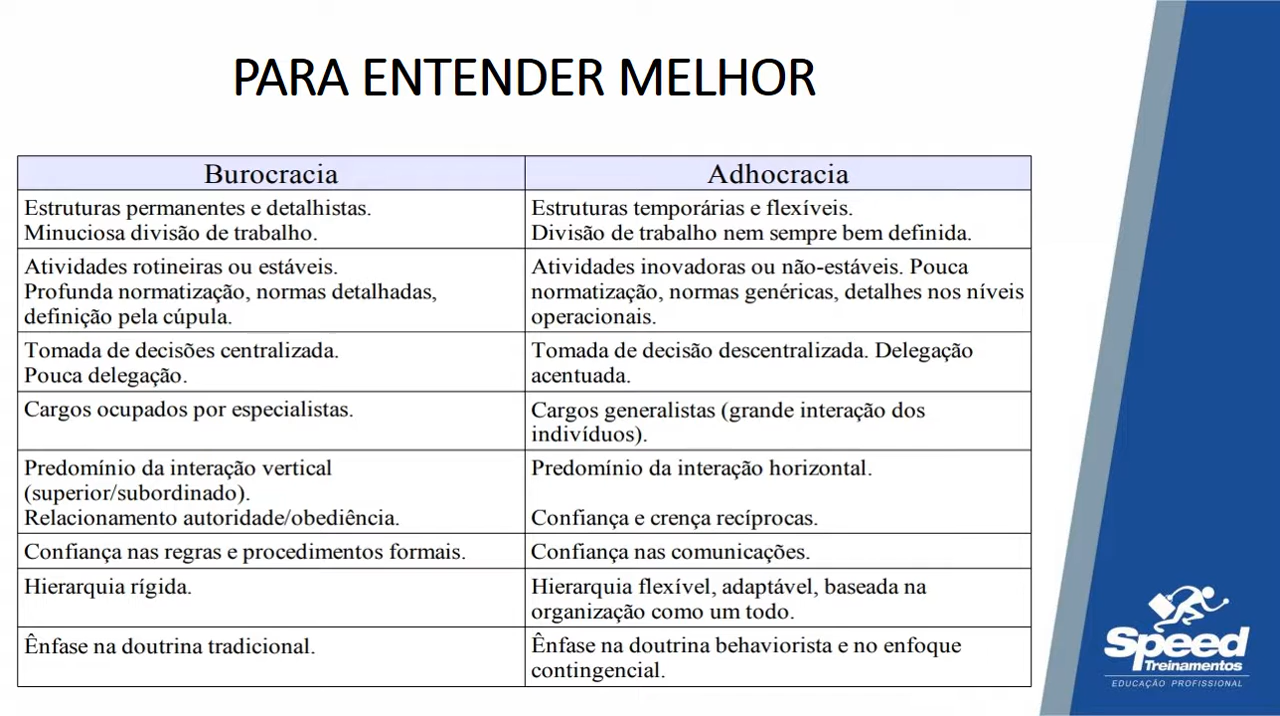 PARA ENTENDER MELHOR
Burocracia
Adhocracia
Estruturas permanentes e detalhistas.
Minuciosa divisão de trabalho.
Estruturas temporárias e flexíveis.
Divisão de trabalho nem sempre bem definida.
Atividades rotineiras ou estáveis.
Profunda normatização, normas detalhadas,
definição pela cúpula.
Atividades inovadoras ou não-estáveis. Pouca
normatização, normas genéricas, detalhes nos níveis
operacionais.
Tomada de decisões centralizada.
Pouca delegação.
Tomada de decisão descentralizada. Delegação
acentuada.
Cargos ocupados por especialistas.
Cargos generalistas (grande interação dos
indivíduos).
Predomínio da interação vertical
(superior/subordinado).
Relacionamento autoridade/obediência.
Predomínio da interação horizontal.
Confiança e crença recíprocas.
Confiança nas regras e procedimentos formais.
Confiança nas comunicações.
Hierarquia rígida.
Hierarquia flexível, adaptável, baseada na
organização como um todo.
Ênfase na doutrina tradicional.
Ênfase na doutrina behaviorista e no enfoque
contingencial.
Speed
Treinamentos
EDUCAÇÃO PROFISSIONAL